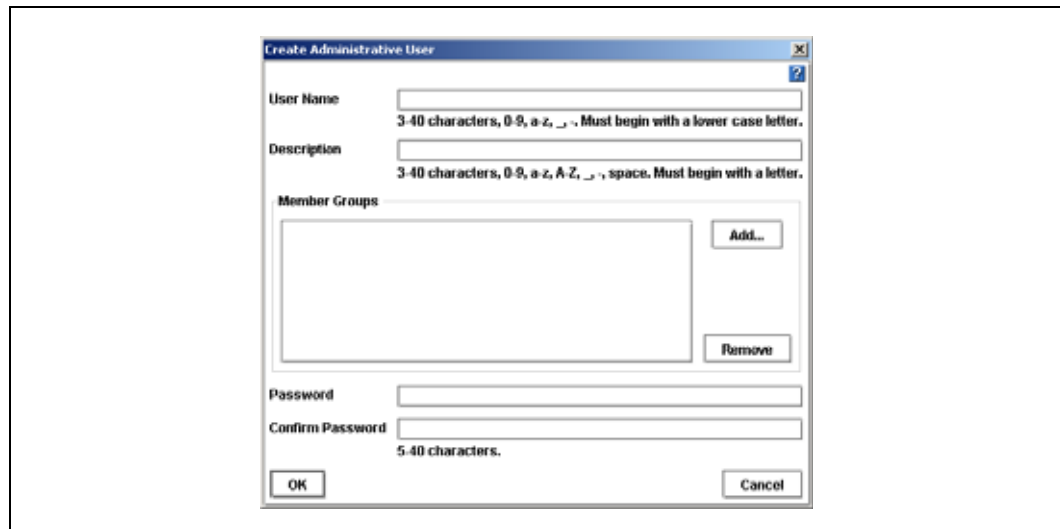 Create Administrative User
?
User Name
3-40 characters, 0-9, a-z, _, -. Must begin with a lower case letter.
Description
3-40 characters, 0-9, a-z, A-Z, _, -, space. Must begin with a letter.
Member Groups
Add...
Remove
Password
Confirm Password
5-40 characters.
OK
Cancel